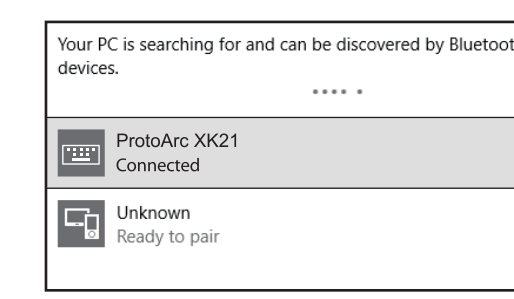 Your PC is searching for and can be discovered by Bluetoot
devices.
ProtoArc XK21
Connected
Unknown
Ready to pair